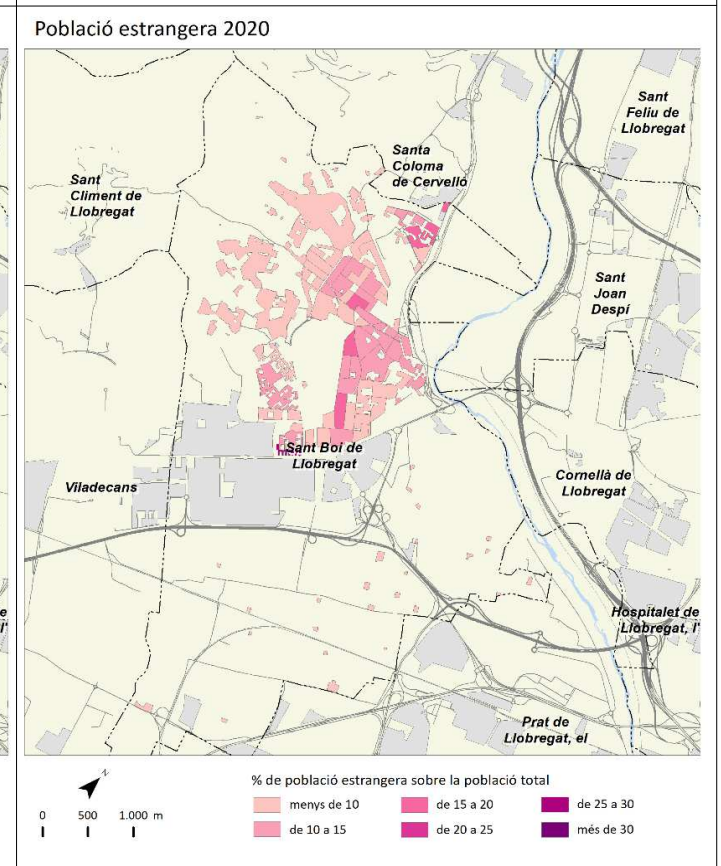 Població estrangera 2020
Sant
Feliu de
Llobregat
Santa
Coloma
de Cervelló
Sant
Climent de
Llobregat
Sant
Joan
Despí
Sant Boi de
Llobregat
Viladecans
Cornellà de
Llobregat
e
l'
Hospitalet de
Llobregat, l'
Prat de
Llobregat, el
N
% de població estrangera sobre la població total
0 500 1.000 m
menys de 10
de 15 a 20
de 25 a 30
de 10 a 15
de 20 a 25
més de 30